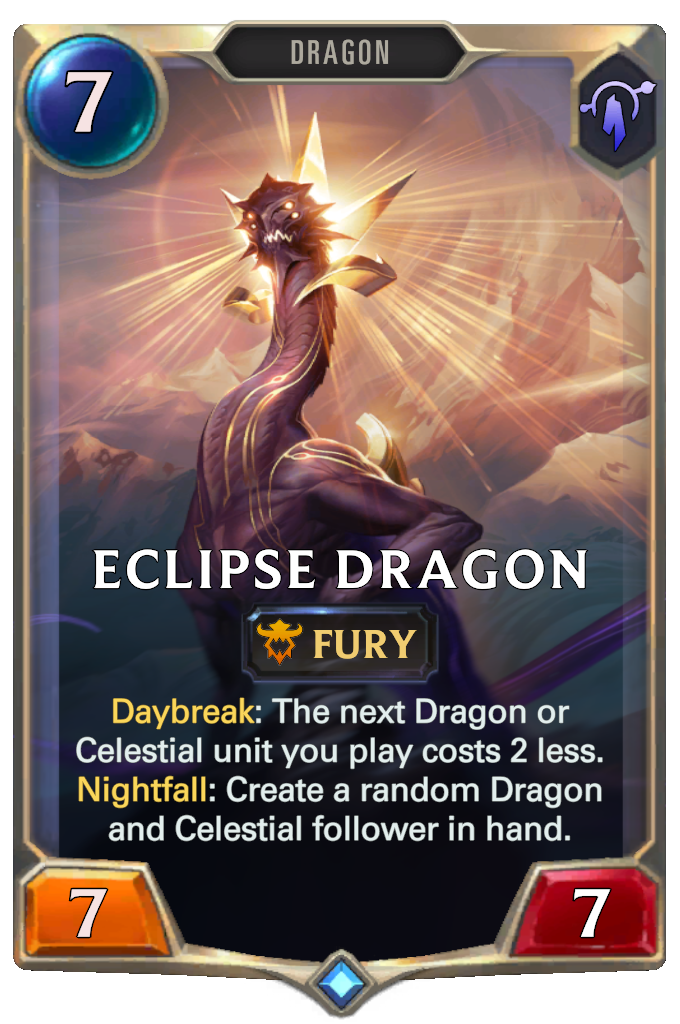 DRAGON
7
ECLIPSE DRAGON
FURY
Daybreak: The next Dragon or
Celestial unit you play costs 2 less.
Nightfall: Create a random Dragon
and Celestial follower in hand.
7
7